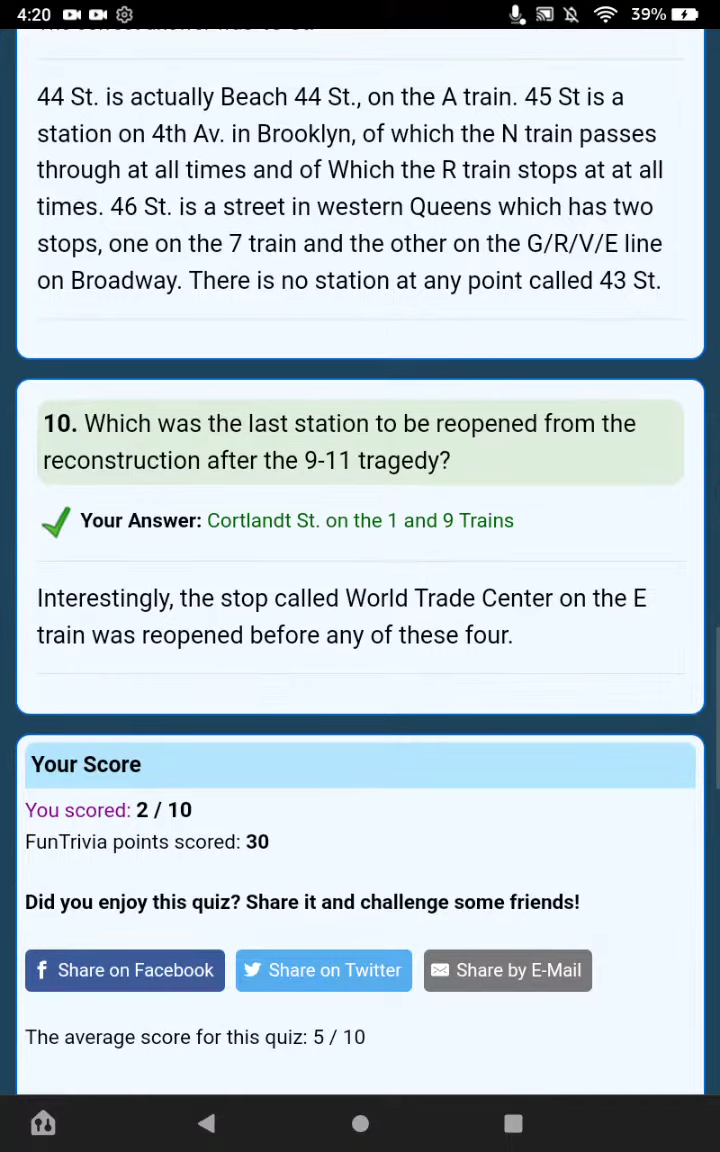 4:20
39%
44 St. is actually Beach 44 St., on the A train. 45 St is a
station on 4th Av. in Brooklyn, of which the N train passes
through at all times and of Which the R train stops at at all
times. 46 St. is a street in western Queens which has two
stops, one on the 7 train and the other on the G/R/V/E line
on Broadway. There is no station at any point called 43 St.
10. Which was the last station to be reopened from the
reconstruction after the 9-11 tragedy?
Your Answer: Cortlandt St. on the 1 and 9 Trains
Interestingly, the stop called World Trade Center on the E
train was reopened before any of these four.
Your Score
You scored: 2 / 10
FunTrivia points scored: 30
Did you enjoy this quiz? Share it and challenge some friends!
Share on Facebook
Share on Twitter
Share by E-Mail
The average score for this quiz: 5 / 10